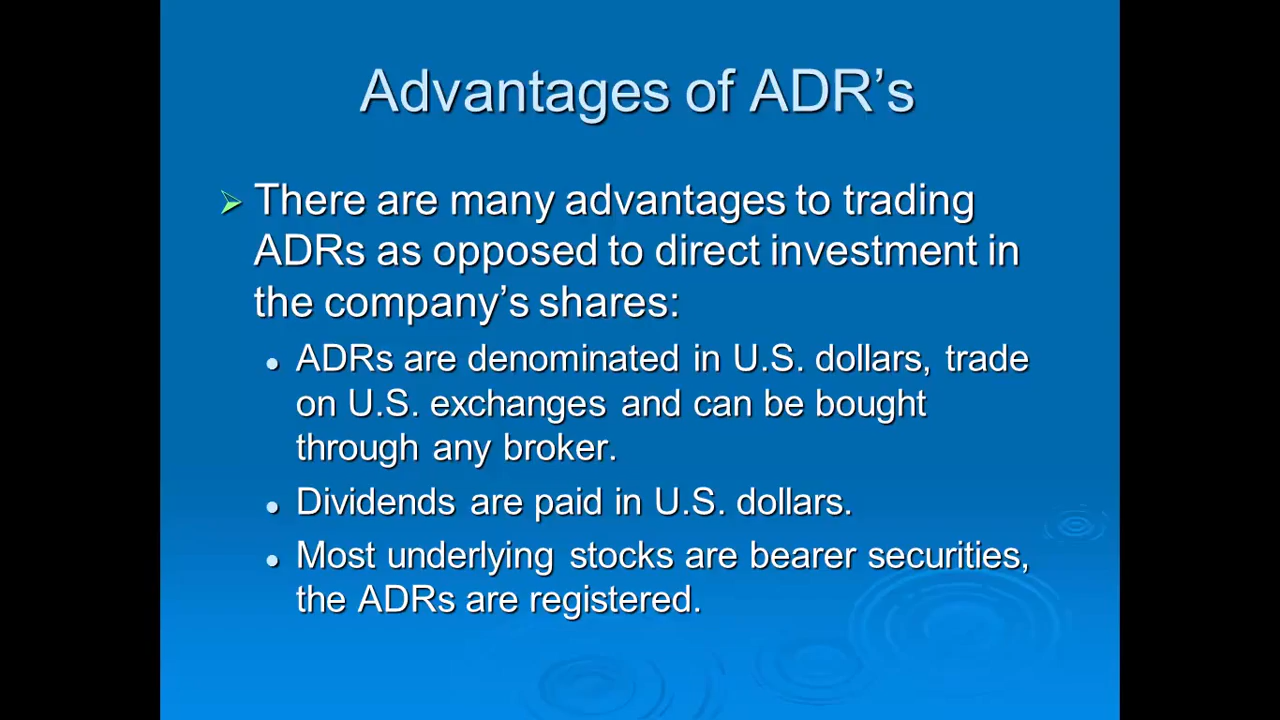 Advantages of ADR’s
There are many advantages to trading
ADRs as opposed to direct investment in
the company’s shares:
ADRs are denominated in U.S. dollars, trade
on U.S. exchanges and can be bought
through any broker.
Dividends are paid in U.S. dollars.
Most underlying stocks are bearer securities,
the ADRs are registered.